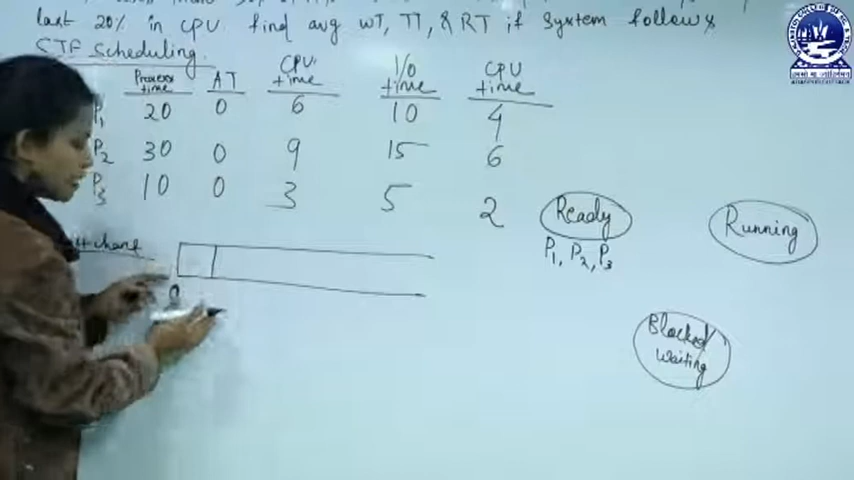 last 20% in CPU. find avg WT, TT, & RT if System follows
STF Scheduling.
Process time AT CPU time I/O time CPU time
P1 20 0 6 10 4
P2 30 0 9 15 6
P3 10 0 3 5 2
Ready
Running
P1, P2, P3
chart
0
Blocked/
Waiting